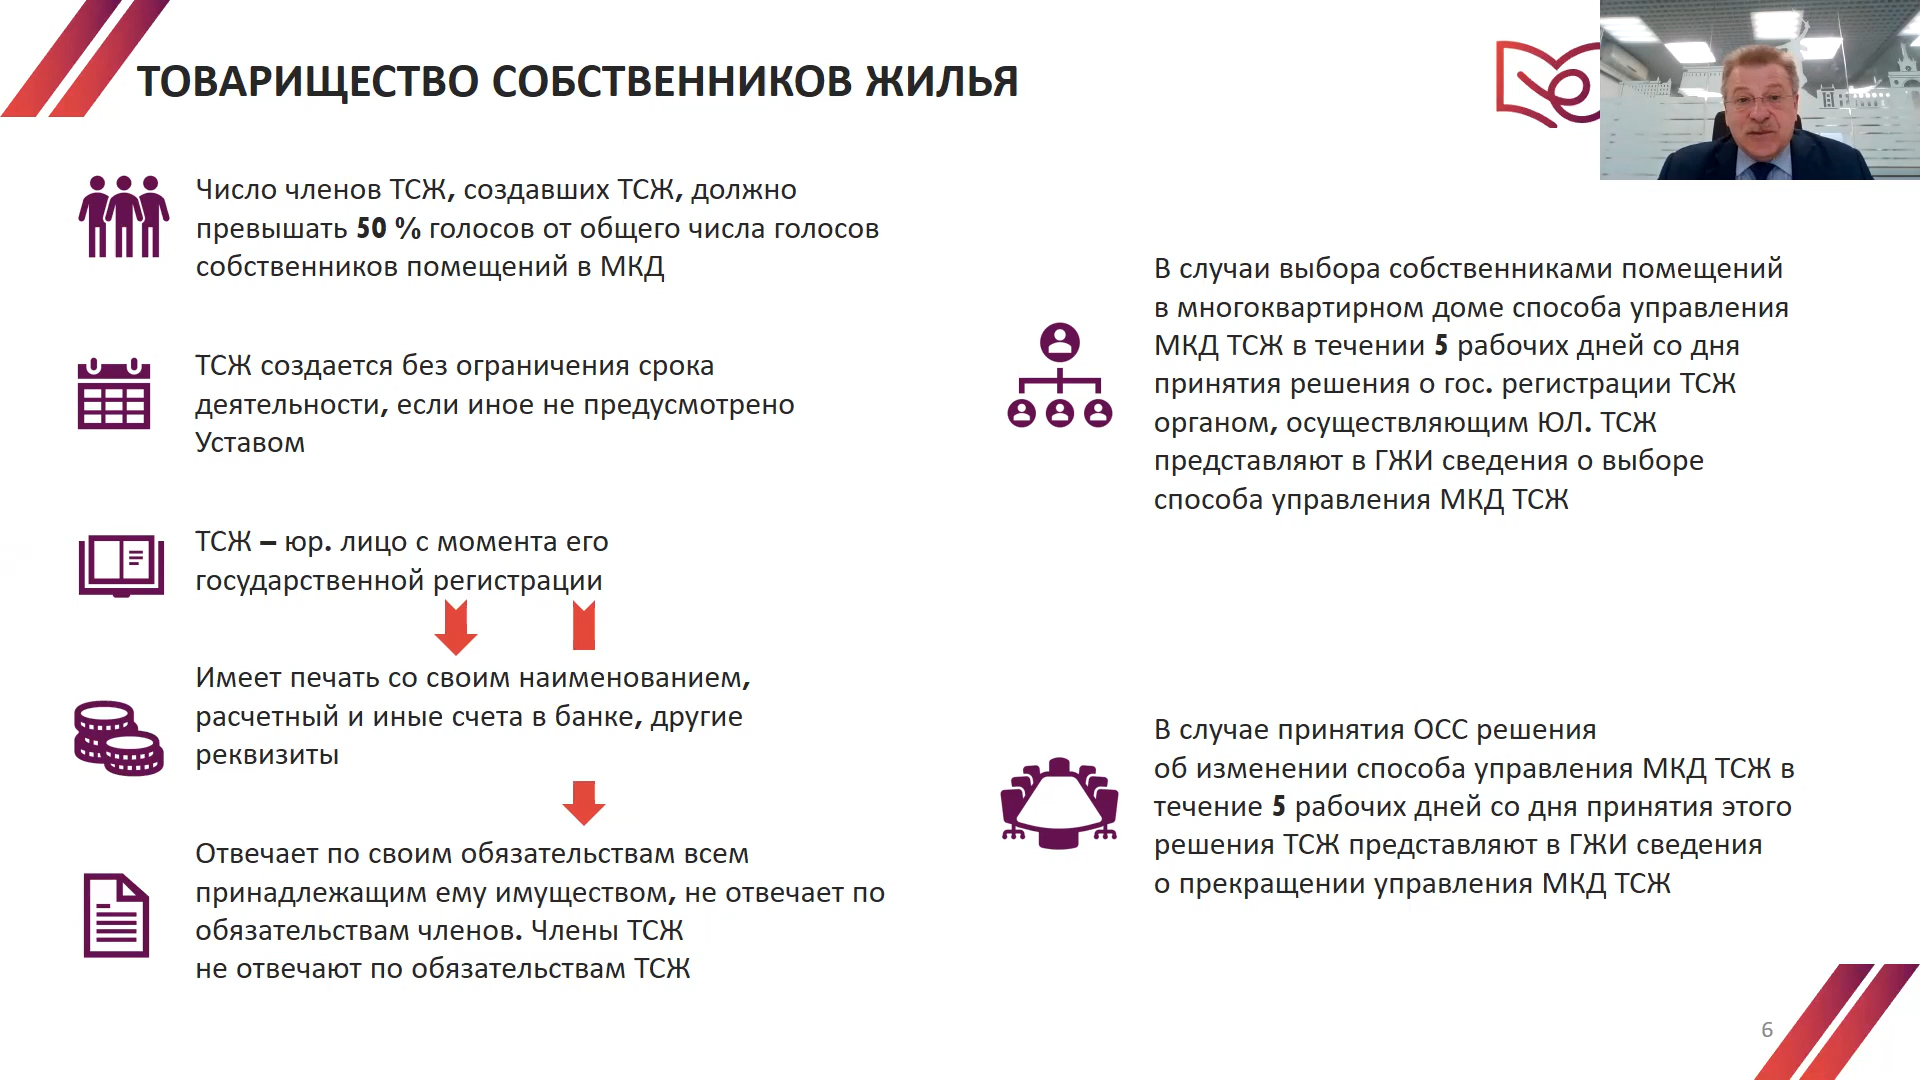 ТОВАРИЩЕСТВО СОБСТВЕННИКОВ ЖИЛЬЯ
Число членов ТСЖ, создавших ТСЖ, должно
превышать 50 % голосов от общего числа голосов
собственников помещений в МКД
ТСЖ создается без ограничения срока
деятельности, если иное не предусмотрено
Уставом
ТСЖ – юр. лицо с момента его
государственной регистрации
Имеет печать со своим наименованием,
расчетный и иные счета в банке, другие
реквизиты
Отвечает по своим обязательствам всем
принадлежащим ему имуществом, не отвечает по
обязательствам членов. Члены ТСЖ
не отвечают по обязательствам ТСЖ
В случаи выбора собственниками помещений
в многоквартирном доме способа управления
МКД ТСЖ в течении 5 рабочих дней со дня
принятия решения о гос. регистрации ТСЖ
органом, осуществляющим ЮЛ. ТСЖ
представляют в ГЖИ сведения о выборе
способа управления МКД ТСЖ
В случае принятия ОСС решения
об изменении способа управления МКД ТСЖ в
течение 5 рабочих дней со дня принятия этого
решения ТСЖ представляют в ГЖИ сведения
о прекращении управления МКД ТСЖ
6